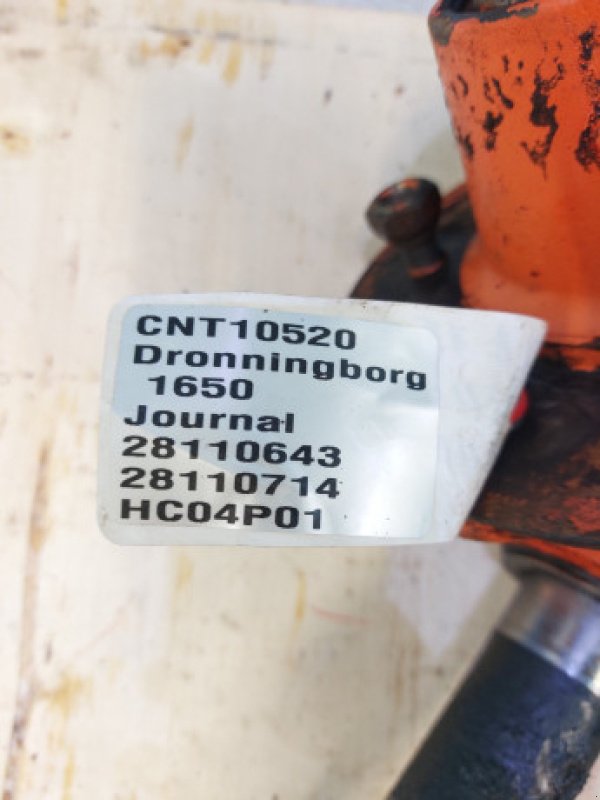 CNT10520
Dronningborg
1650
Journal
28110643
28110714
HC04P01